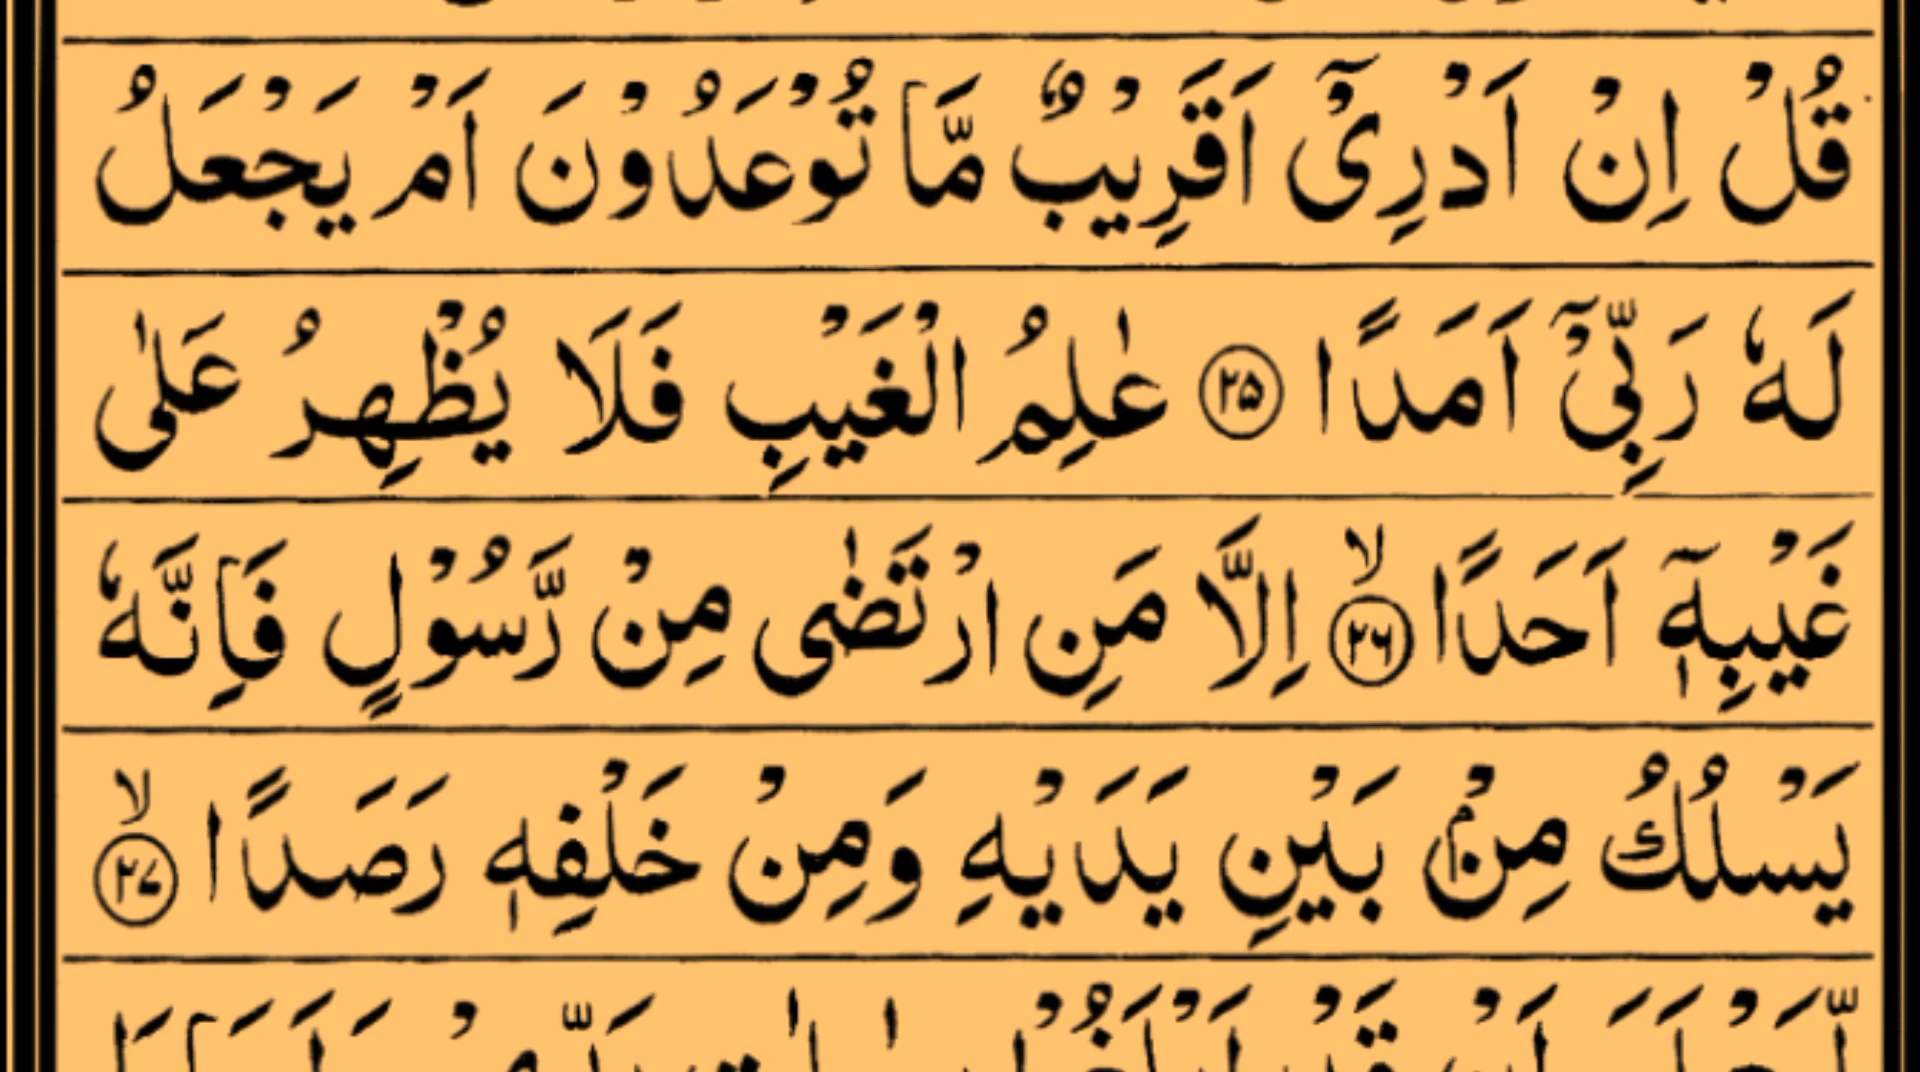 قُلْ اِنْ اَدْرِیْۤ اَقَرِیْبٌ مَّا تُوْعَدُوْنَ اَمْ یَجْعَلُ
لَهٗ رَبِّیْۤ اَمَدًا ﴿۲۵﴾ عٰلِمُ الْغَیْبِ فَلَا یُظْهِرُ عَلٰی
غَیْبِهٖۤ اَحَدًا ﴿۲۶﴾ ۙ اِلَّا مَنِ ارْتَضٰی مِنْ رَّسُوْلٍ فَاِنَّهٗ
یَسْلُكُ مِنْۢ بَیْنِ یَدَیْهِ وَمِنْ خَلْفِهٖ رَصَدًا ﴿۲۷﴾ ۙ